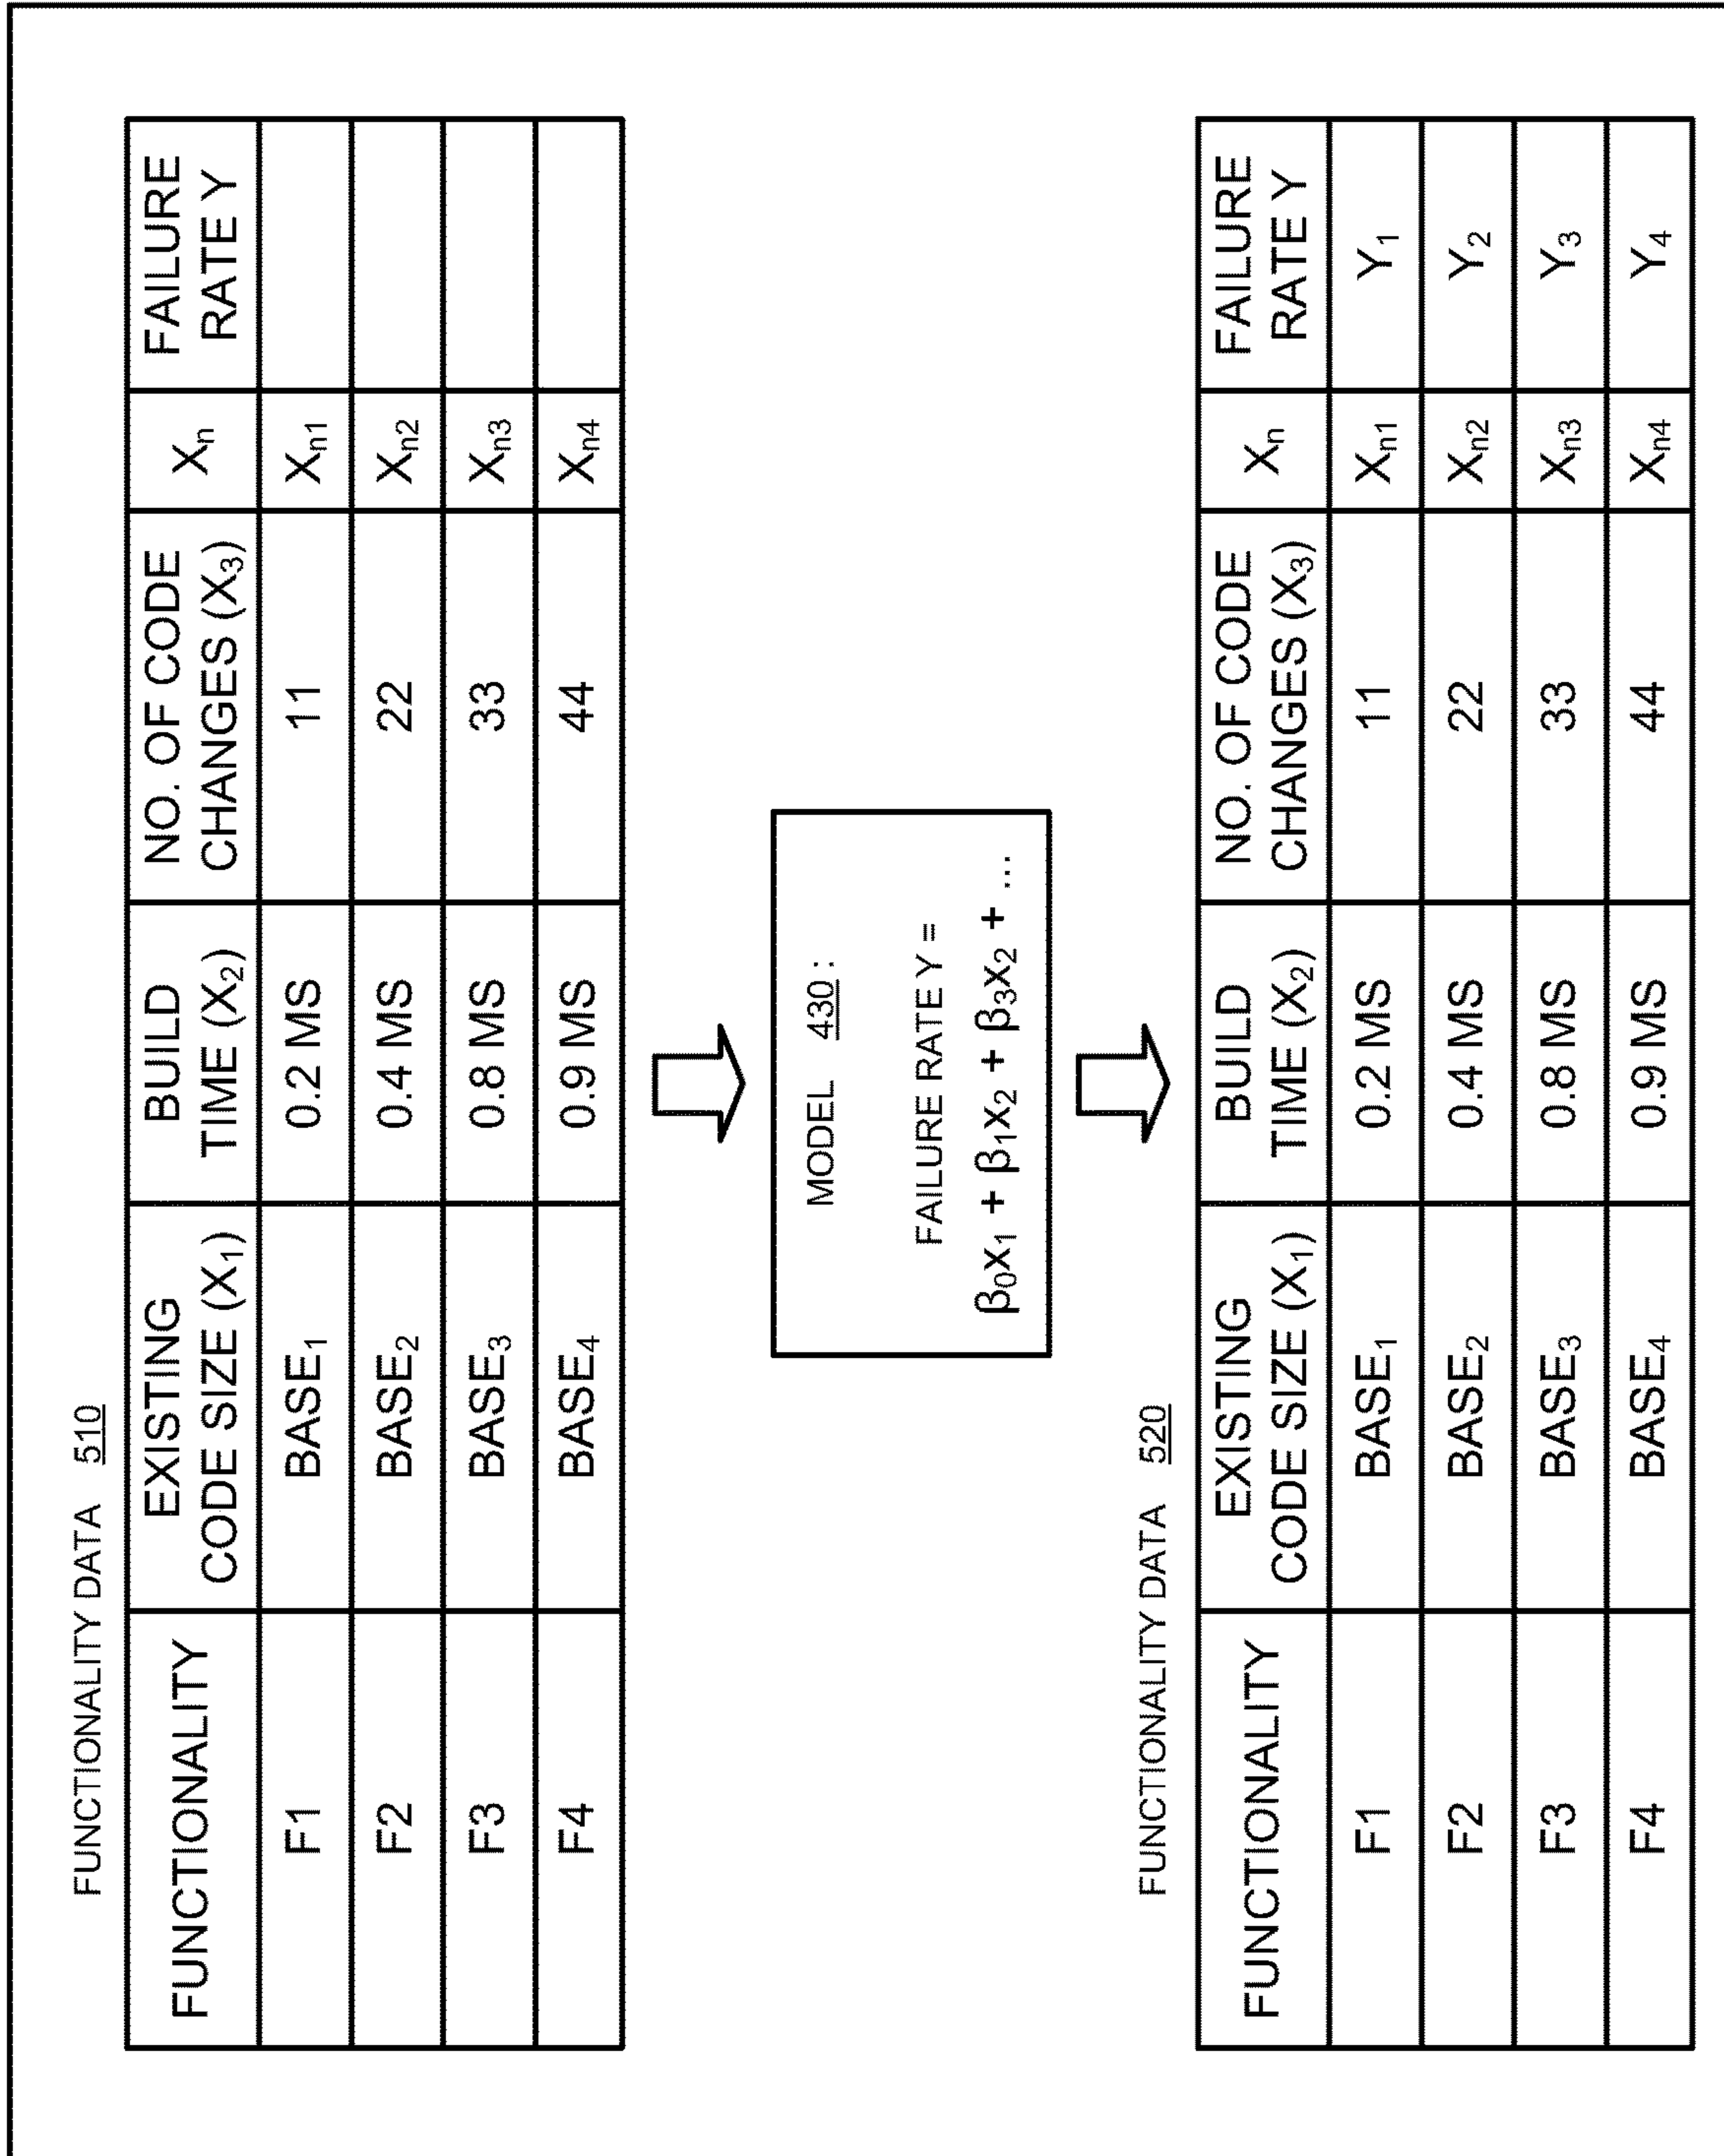 FUNCTIONALITY DATA 510
FUNCTIONALITY | EXISTING CODE SIZE (X₁) | BUILD TIME (X₂) | NO. OF CODE CHANGES (X₃) | Xₙ | FAILURE RATE Y
F1 | BASE₁ | 0.2 MS | 11 | Xₙ₁ |
F2 | BASE₂ | 0.4 MS | 22 | Xₙ₂ |
F3 | BASE₃ | 0.8 MS | 33 | Xₙ₃ |
F4 | BASE₄ | 0.9 MS | 44 | Xₙ₄ |
MODEL 430 :
FAILURE RATE Y =
β₀x₁ + β₁x₂ + β₃x₂ + ...
FUNCTIONALITY DATA 520
FUNCTIONALITY | EXISTING CODE SIZE (X₁) | BUILD TIME (X₂) | NO. OF CODE CHANGES (X₃) | Xₙ | FAILURE RATE Y
F1 | BASE₁ | 0.2 MS | 11 | Xₙ₁ | Y₁
F2 | BASE₂ | 0.4 MS | 22 | Xₙ₂ | Y₂
F3 | BASE₃ | 0.8 MS | 33 | Xₙ₃ | Y₃
F4 | BASE₄ | 0.9 MS | 44 | Xₙ₄ | Y₄